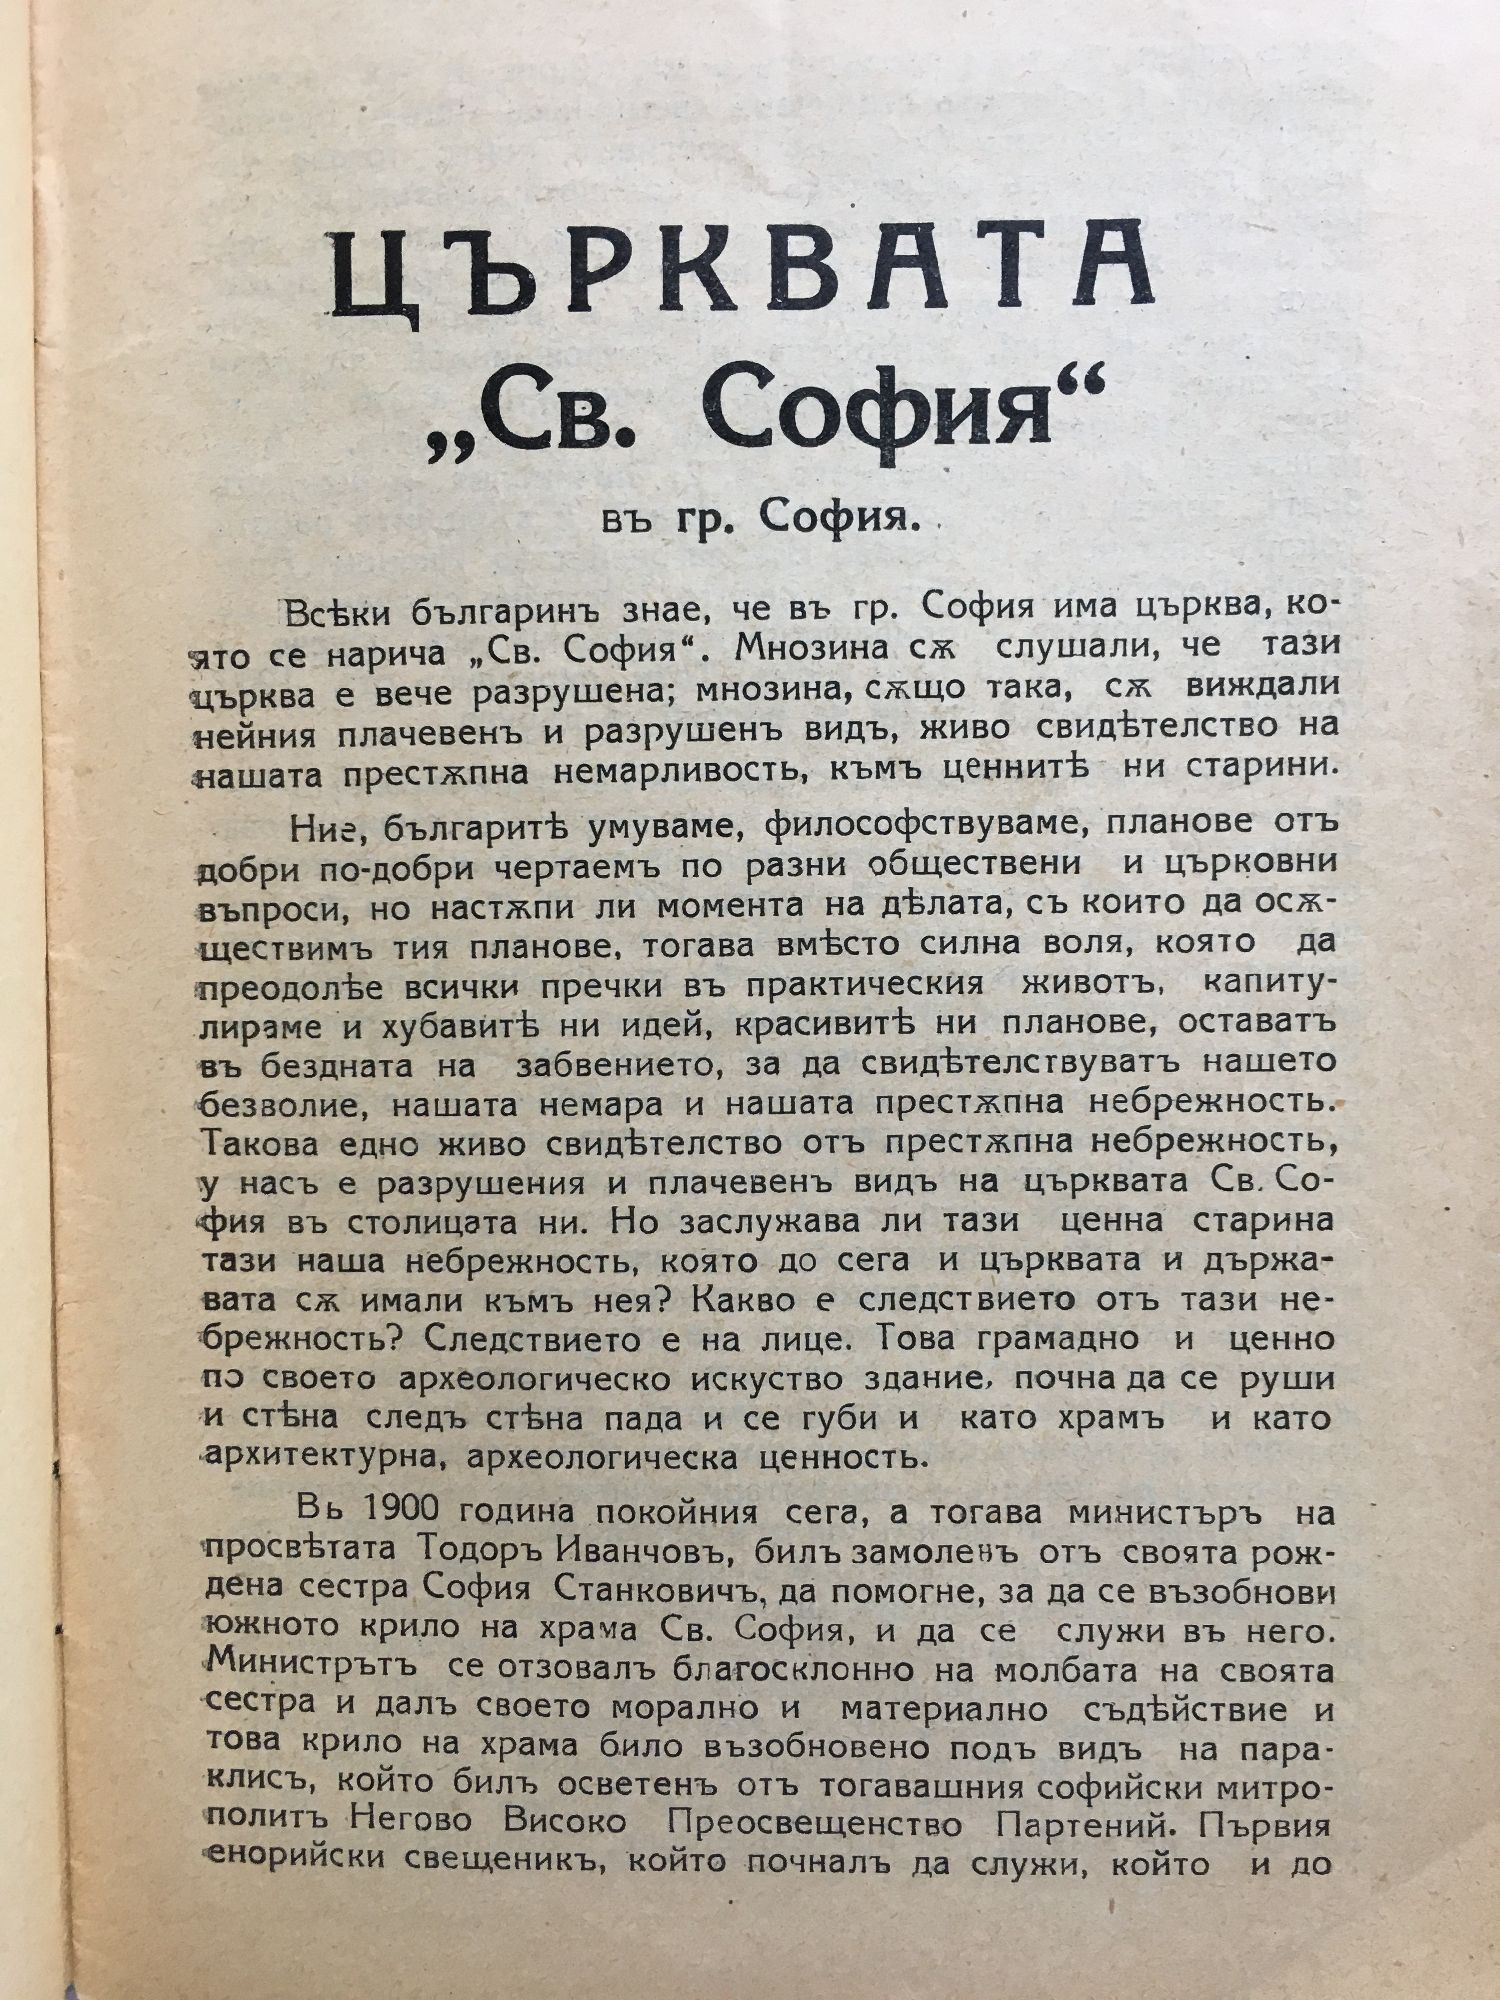 ЦЪРКВАТА
„Св. София“
въ гр. София.
Всѣки българинъ знае, че въ гр. София има църква, ко-
ято се нарича „Св. София“. Мнозина сѫ слушали, че тази
църква е вече разрушена; мнозина, сѫщо така, сѫ виждали
нейния плачевенъ и разрушенъ видъ, живо свидѣтелство на
нашата престѫпна немарливость, къмъ ценнитѣ ни старини.
Ние, българитѣ умуваме, философствуваме, планове отъ
добри по-добри чертаемъ по разни обществени и църковни
въпроси, но настѫпи ли момента на дѣлата, съ които да осѫ-
ществимъ тия планове, тогава вмѣсто силна воля, която да
преодолѣе всички пречки въ практическия животъ, капиту-
лираме и хубавитѣ ни идей, красивитѣ ни планове, оставатъ
въ бездната на забвението, за да свидѣтелствуватъ нашето
безволие, нашата немара и нашата престѫпна небрежность.
Такова едно живо свидѣтелство отъ престѫпна небрежность,
у насъ е разрушения и плачевенъ видъ на църквата Св. Со-
фия въ столицата ни. Но заслужава ли тази ценна старина
тази наша небрежность, която до сега и църквата и държа-
вата сѫ имали къмъ нея? Какво е следствието отъ тази не-
брежность? Следствието е на лице. Това грамадно и ценно
по своето археологическо искуство здание, почна да се руши
и стѣна следъ стѣна пада и се губи и като храмъ и като
архитектурна, археологическа ценность.
Вь 1900 година покойния сега, а тогава министъръ на
просвѣтата Тодоръ Иванчовъ, билъ замоленъ отъ своята рож-
дена сестра София Станковичъ, да помогне, за да се възобнови
южното крило на храма Св. София, и да се служи въ него.
Министрътъ се отзовалъ благосклонно на молбата на своята
сестра и далъ своето морално и материално съдѣйствие и
това крило на храма било възобновено подъ видъ на пара-
клисъ, който билъ осветенъ отъ тогавашния софийски митро-
политъ Негово Високо Преосвещенство Партений. Първия
енорийски свещеникъ, който почналъ да служи, който и до